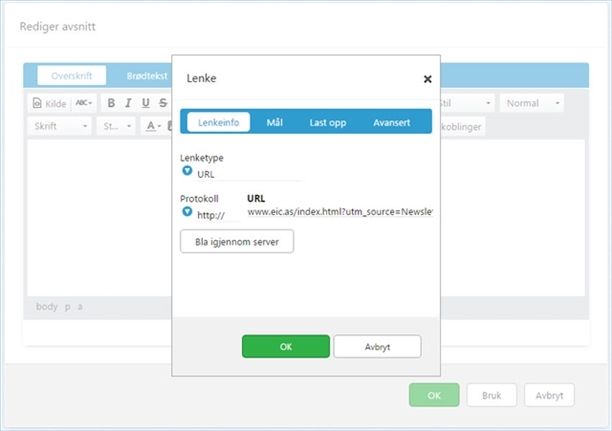 Rediger avsnitt
Lenke
Overskrift Brødtekst
Lenkeinfo Mål Last opp Avansert
Kilde ABC B I U S
Stil Normal
Skrift St... A
koblinger
Lenketype
URL
Protokoll URL
http:// www.eic.as/index.html?utm_source=Newslet
Bla igjennom server
body p a
OK Avbryt
OK Bruk Avbryt